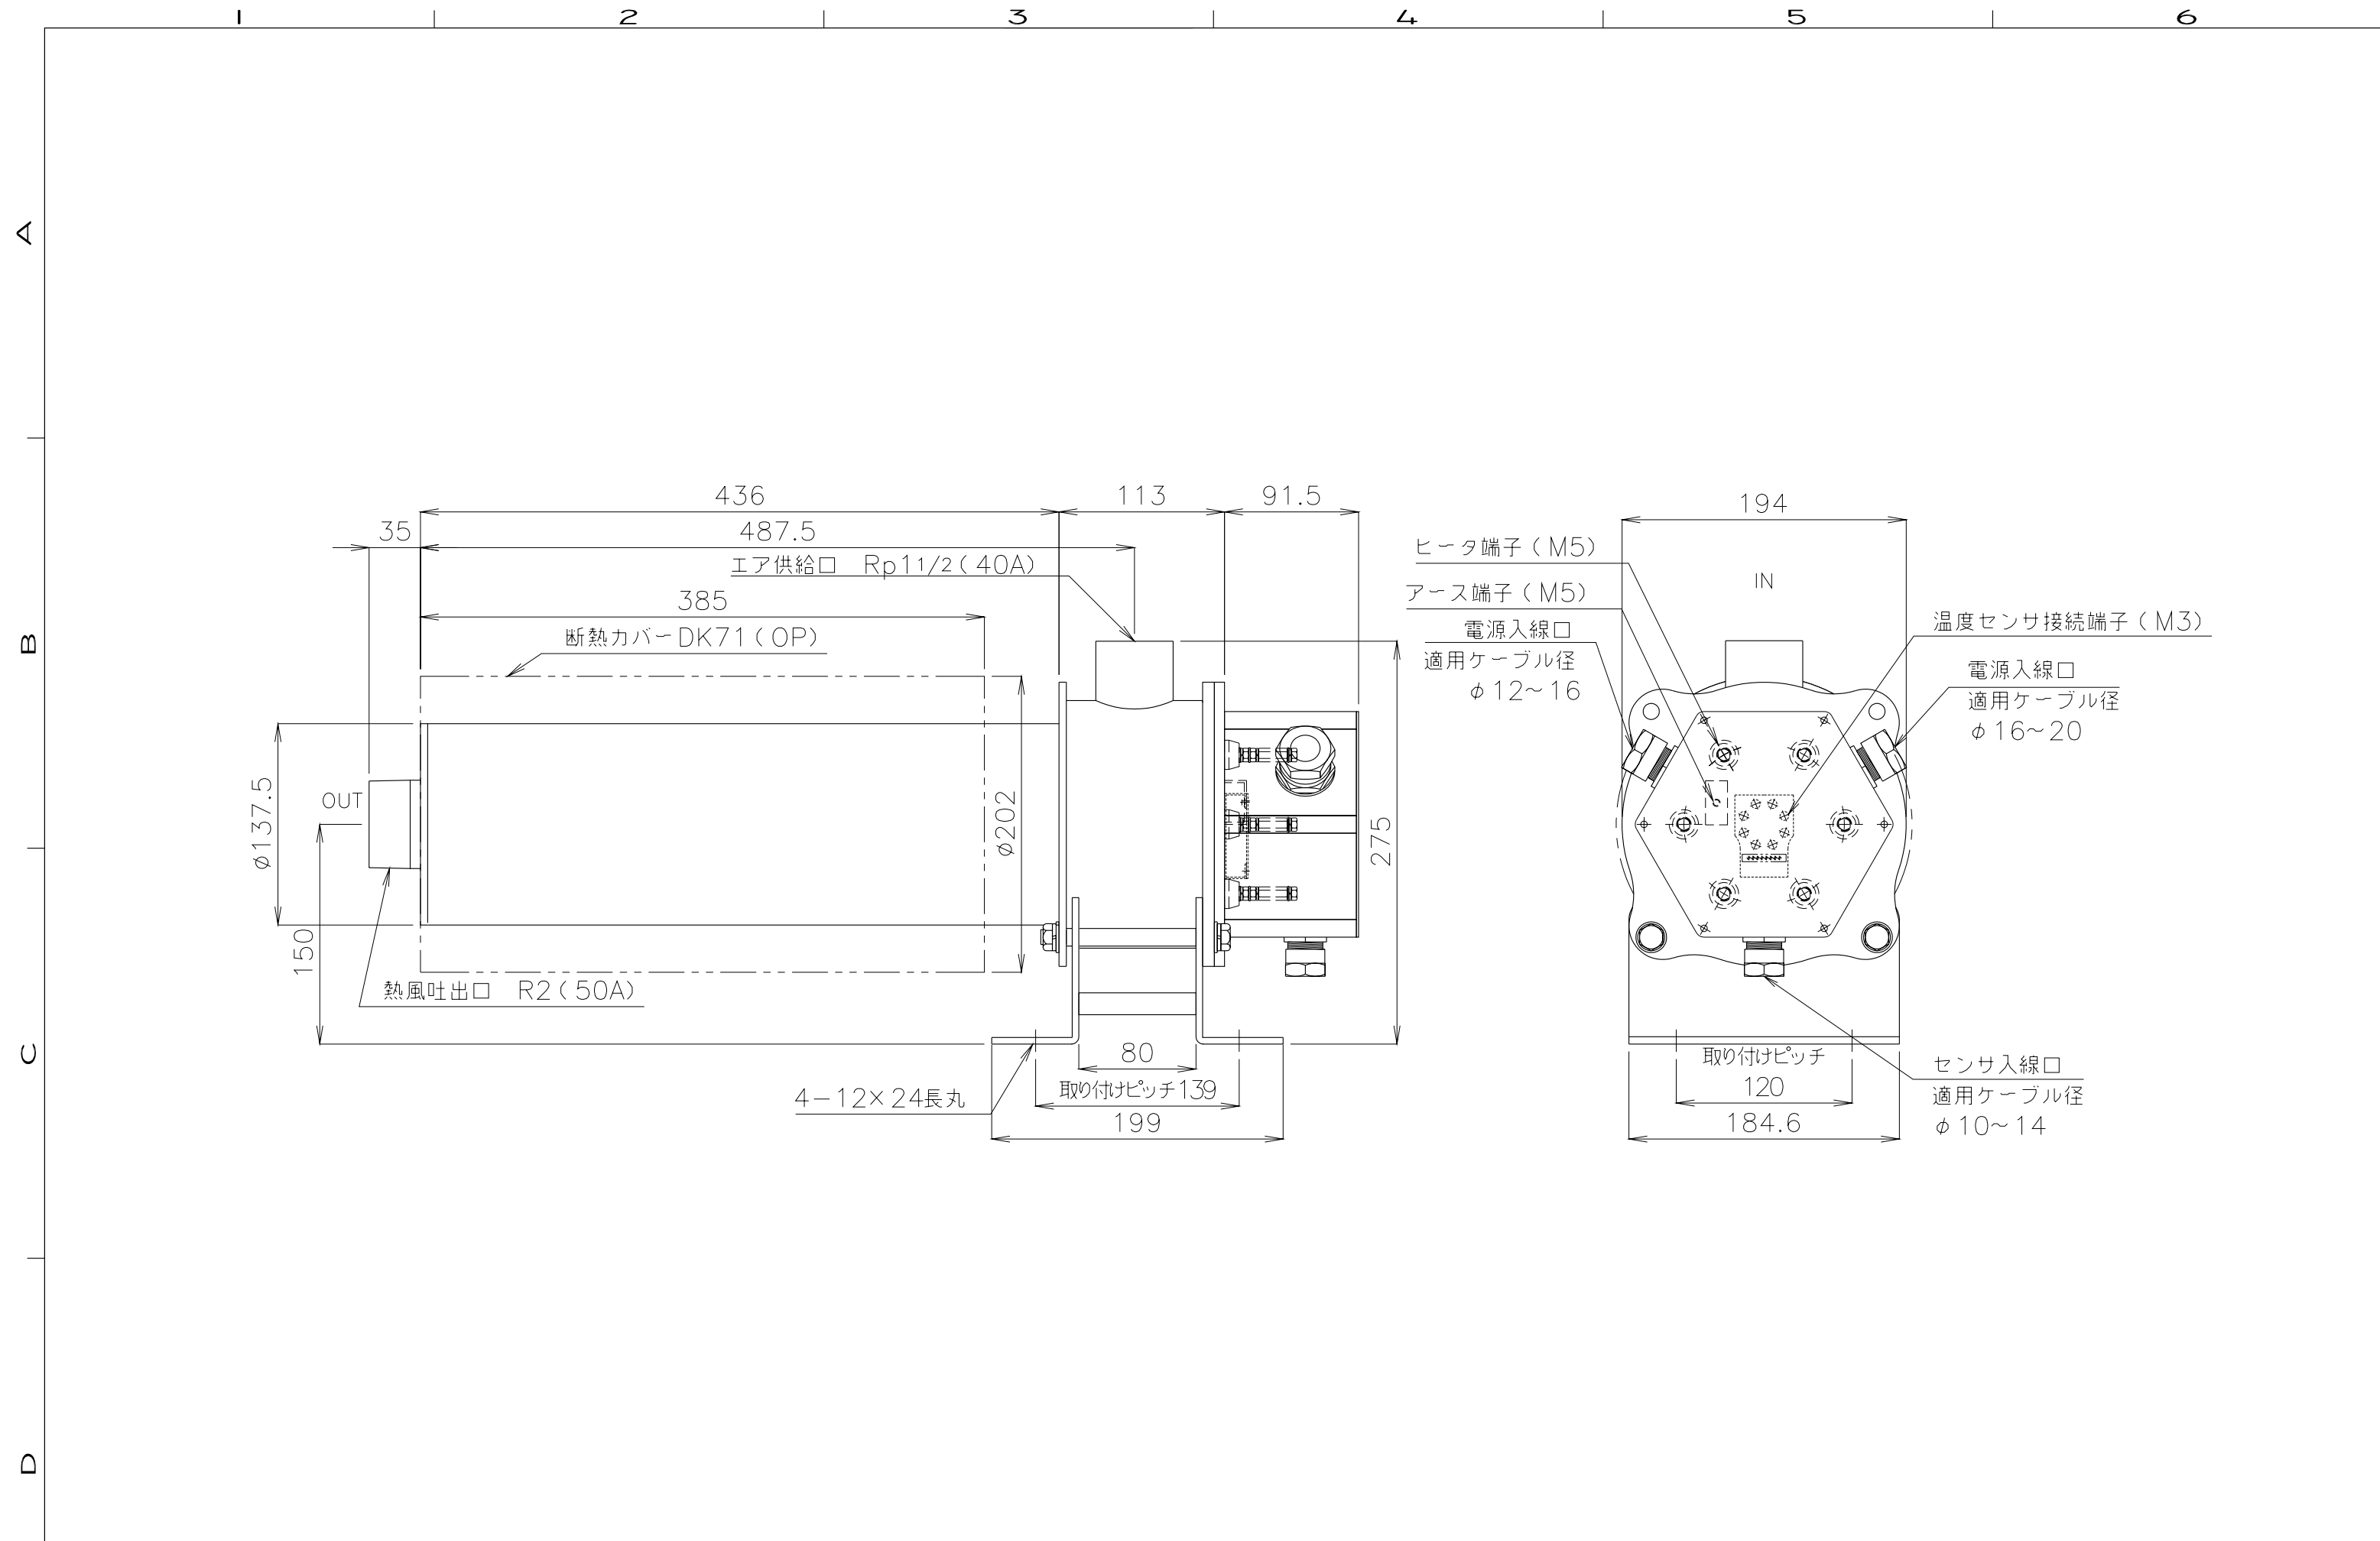 1 2 3 4 5 6
A
B
C
D
436
113
91.5
35
487.5
エア供給口 Rp1 1/2(40A)
385
断熱カバーDK71(OP)
φ137.5
OUT
150
φ202
275
熱風吐出口 R2(50A)
80
取り付けピッチ139
4-12×24長丸
199
194
IN
ヒータ端子(M5)
アース端子(M5)
電源入線口
適用ケーブル径
φ12~16
温度センサ接続端子(M3)
電源入線口
適用ケーブル径
φ16~20
取り付けピッチ
120
184.6
センサ入線口
適用ケーブル径
φ10~14